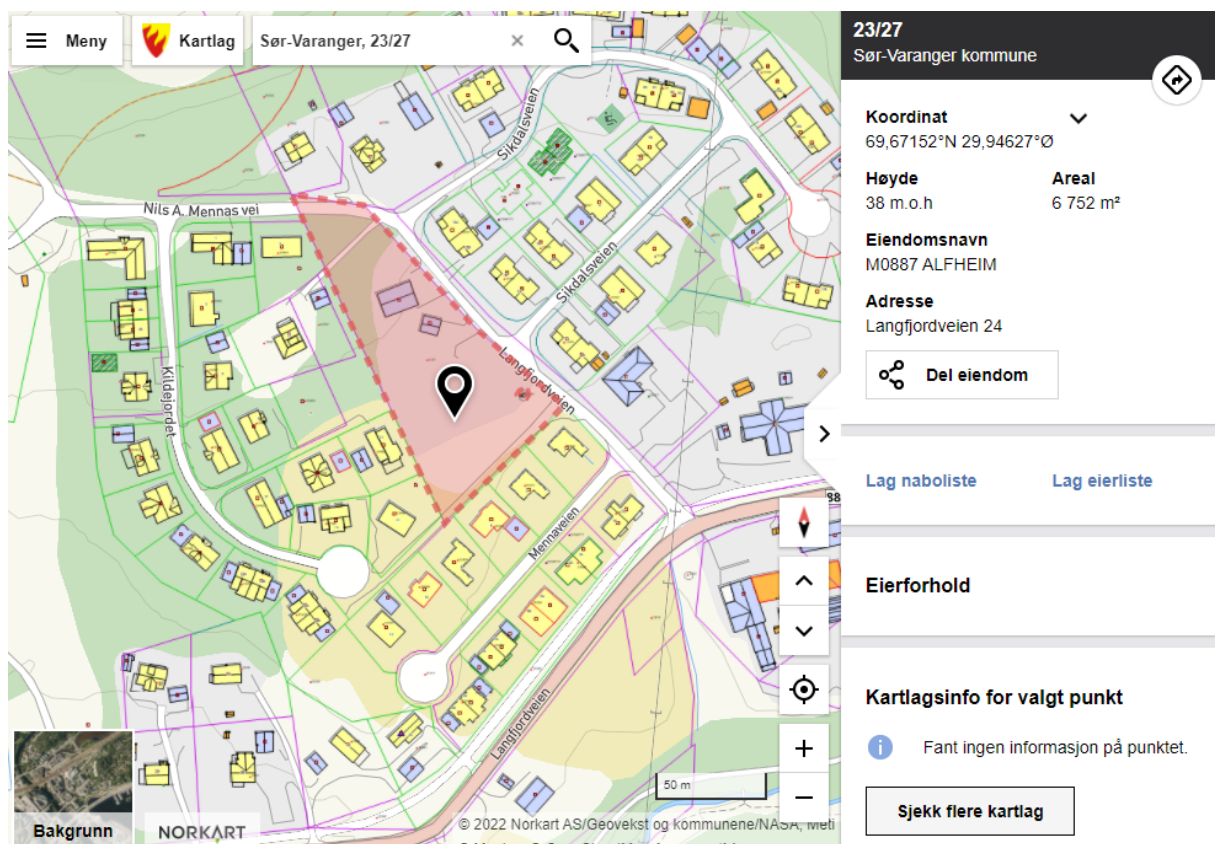 Meny
Kartlag
Sør-Varanger, 23/27
Sikdalsveien
Nils A. Mennas vei
Sikdalsveien
Langfjordveien
Kildejordet
Mennaveien
Langfjordveien
50 m
Bakgrunn
NORKART
© 2022 Norkart AS/Geovekst og kommunene/NASA, Meti
23/27
Sør-Varanger kommune
Koordinat
69,67152°N 29,94627°Ø
Høyde
Areal
38 m.o.h
6 752 m²
Eiendomsnavn
M0887 ALFHEIM
Adresse
Langfjordveien 24
Del eiendom
Lag naboliste
Lag eierliste
Eierforhold
Kartlagsinfo for valgt punkt
Fant ingen informasjon på punktet.
Sjekk flere kartlag